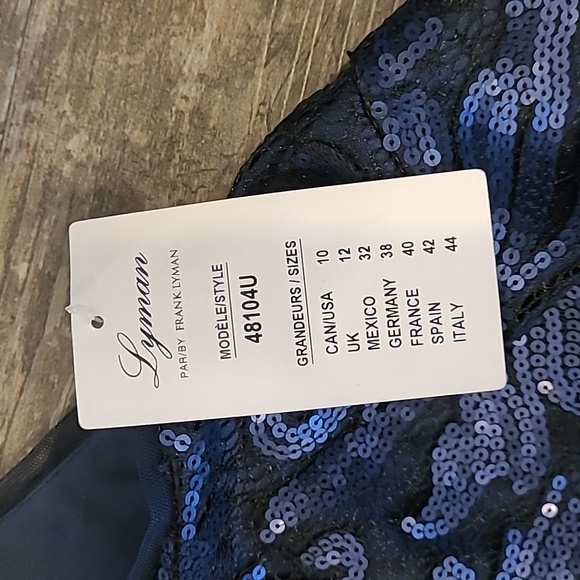 Lyman
PAR/BY FRANK LYMAN
MODÈLE/STYLE
48104U
GRANDEURS / SIZES
CAN/USA 10
UK 12
MEXICO 32
GERMANY 38
FRANCE 40
SPAIN 42
ITALY 44